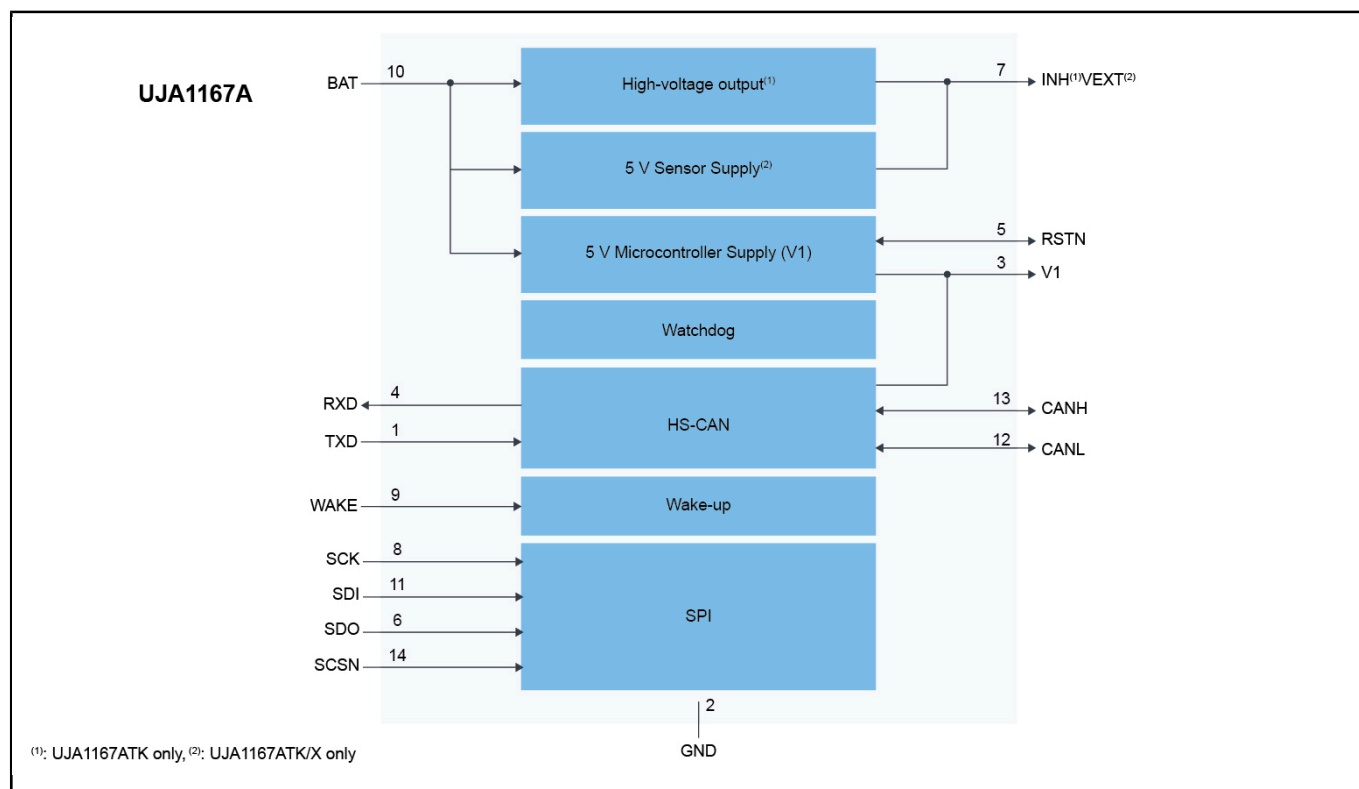 UJA1167A
BAT
10
High-voltage output(1)
7
INH(1)VEXT(2)
5 V Sensor Supply(2)
5 V Microcontroller Supply (V1)
5
RSTN
3
V1
Watchdog
RXD
4
TXD
1
HS-CAN
13
CANH
12
CANL
WAKE
9
Wake-up
SCK
8
SDI
11
SDO
6
SCSN
14
SPI
2
GND
(1): UJA1167ATK only, (2): UJA1167ATK/X only